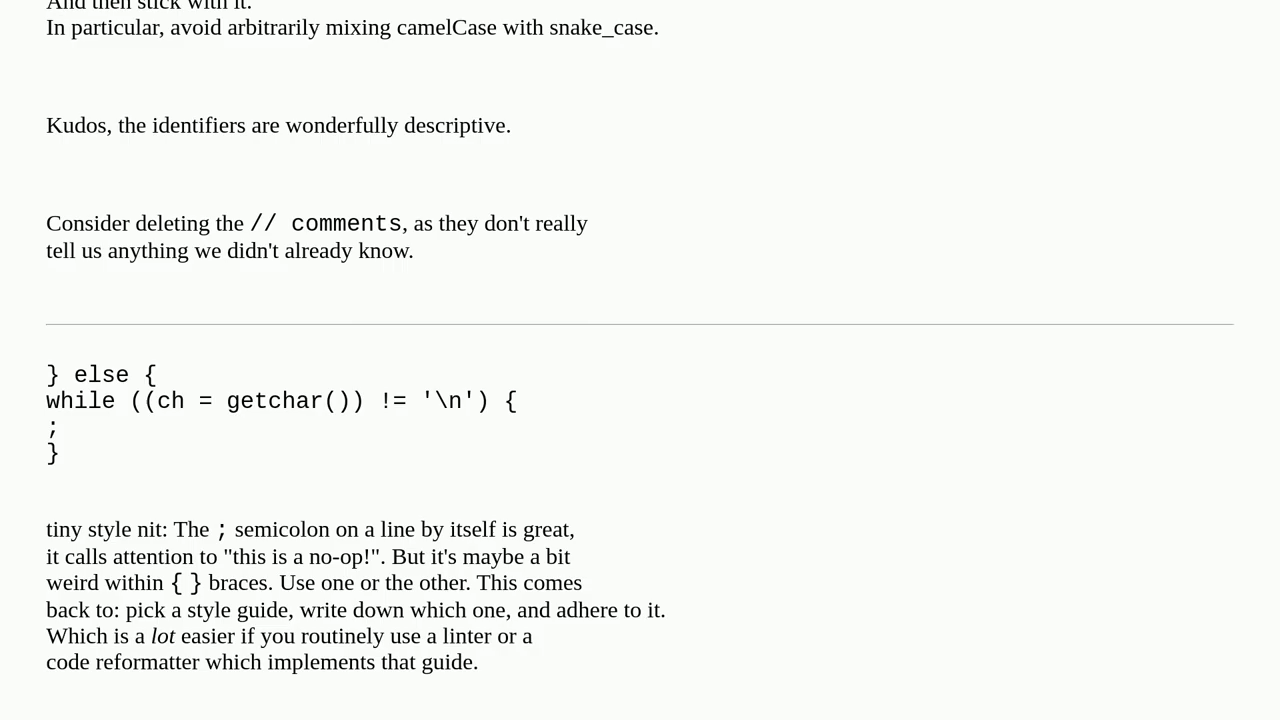 And then stick with it.
In particular, avoid arbitrarily mixing camelCase with snake_case.
Kudos, the identifiers are wonderfully descriptive.
Consider deleting the // comments, as they don't really
tell us anything we didn't already know.
} else {
while ((ch = getchar()) != '\n') {
;
}
tiny style nit: The ; semicolon on a line by itself is great,
it calls attention to "this is a no-op!". But it's maybe a bit
weird within { } braces. Use one or the other. This comes
back to: pick a style guide, write down which one, and adhere to it.
Which is a lot easier if you routinely use a linter or a
code reformatter which implements that guide.